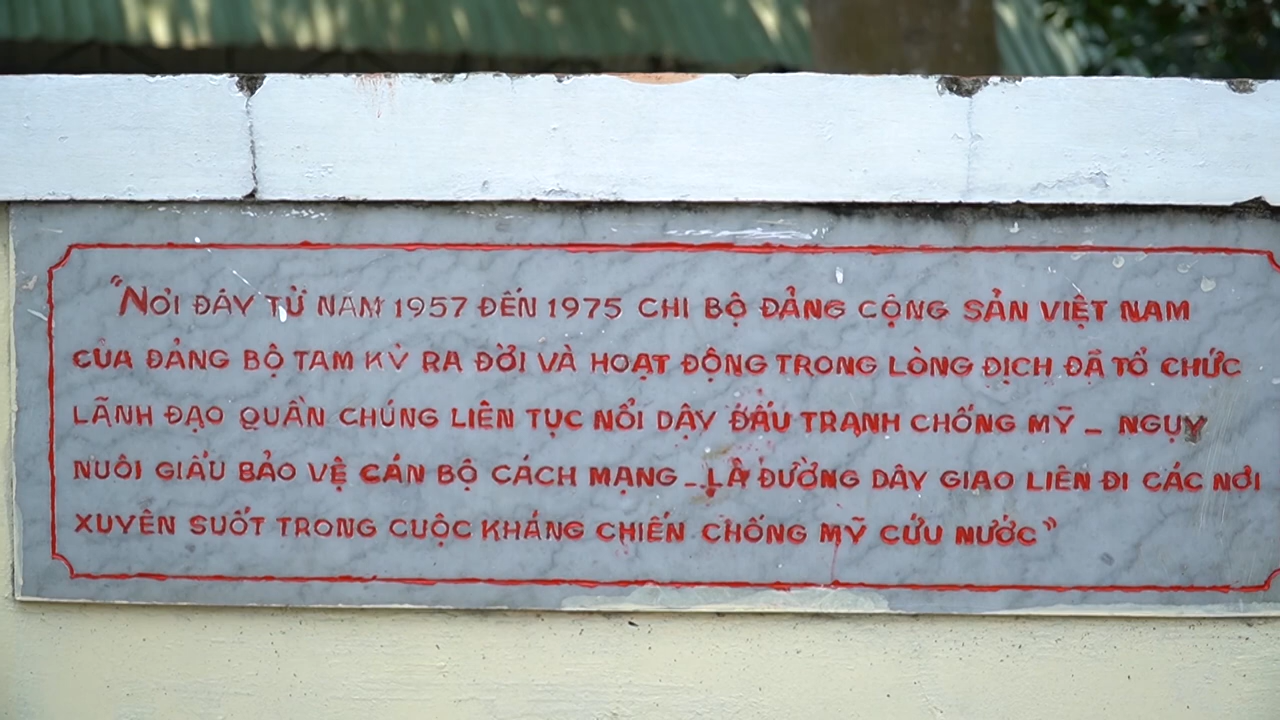 “NƠI ĐÂY TỪ NĂM 1957 ĐẾN 1975 CHI BỘ ĐẢNG CỘNG SẢN VIỆT NAM
CỦA ĐẢNG BỘ TAM KỲ RA ĐỜI VÀ HOẠT ĐỘNG TRONG LÒNG ĐỊCH ĐÃ TỔ CHỨC
LÃNH ĐẠO QUẦN CHÚNG LIÊN TỤC NỔI DẬY ĐẤU TRANH CHỐNG MỸ _ NGỤY
NUÔI GIẤU BẢO VỆ CÁN BỘ CÁCH MẠNG _ LÀ ĐƯỜNG DÂY GIAO LIÊN ĐI CÁC NƠI
XUYÊN SUỐT TRONG CUỘC KHÁNG CHIẾN CHỐNG MỸ CỨU NƯỚC”